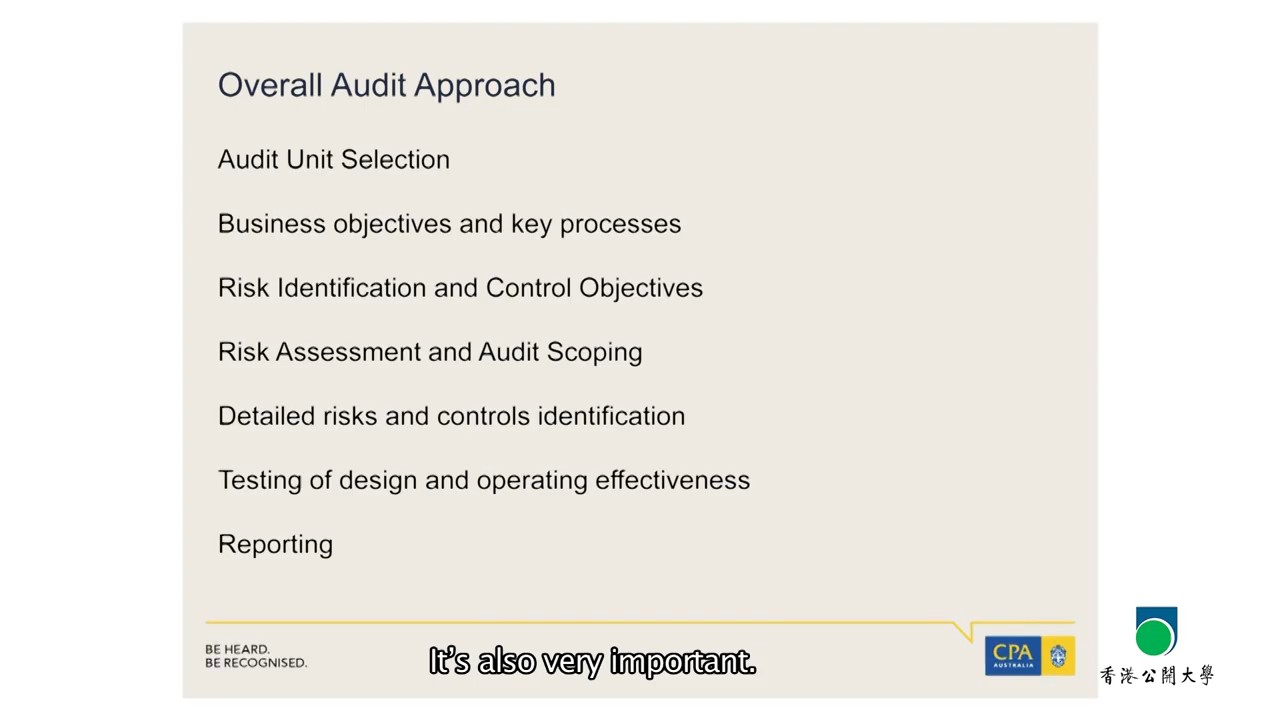 Overall Audit Approach
Audit Unit Selection
Business objectives and key processes
Risk Identification and Control Objectives
Risk Assessment and Audit Scoping
Detailed risks and controls identification
Testing of design and operating effectiveness
Reporting
BE HEARD.
BE RECOGNISED.
It's also very important.
CPA
AUSTRALIA
香港公開大學